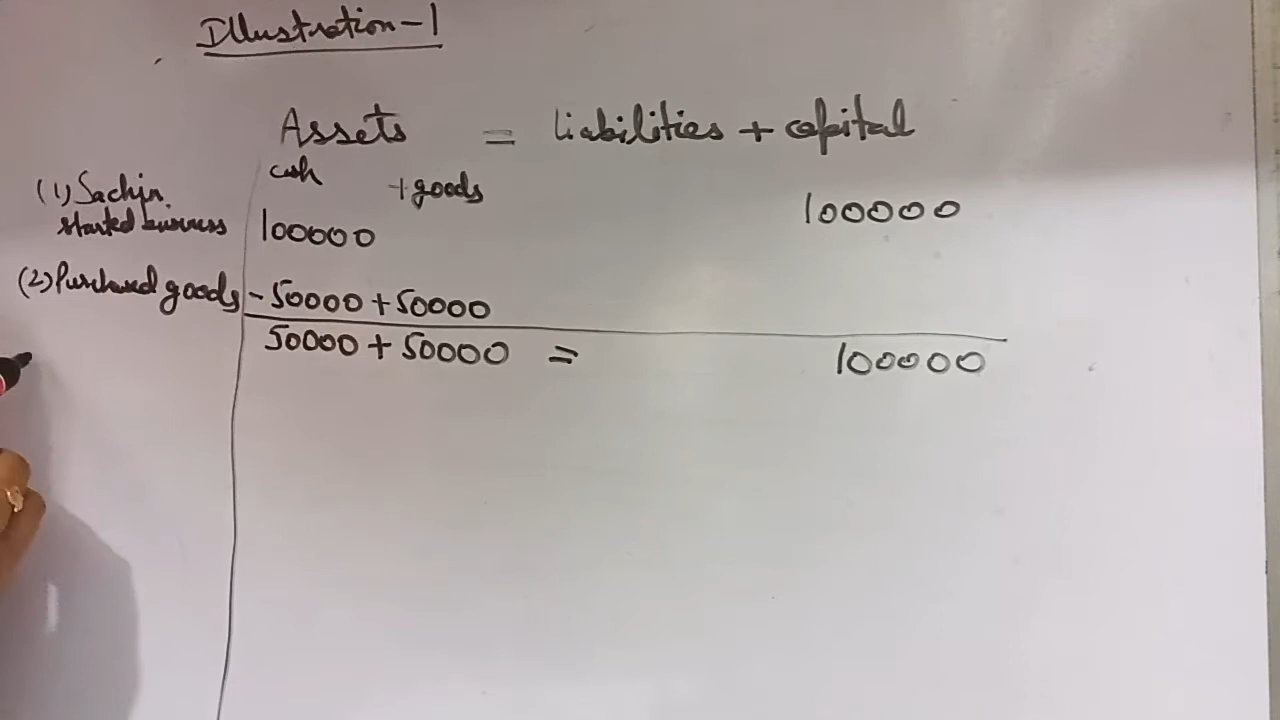 Illustration-1
Assets = Liabilities + capital
cash + goods
(1) Sachin started business 100000 100000
(2) Purchased goods - 50000 + 50000
50000 + 50000 = 100000